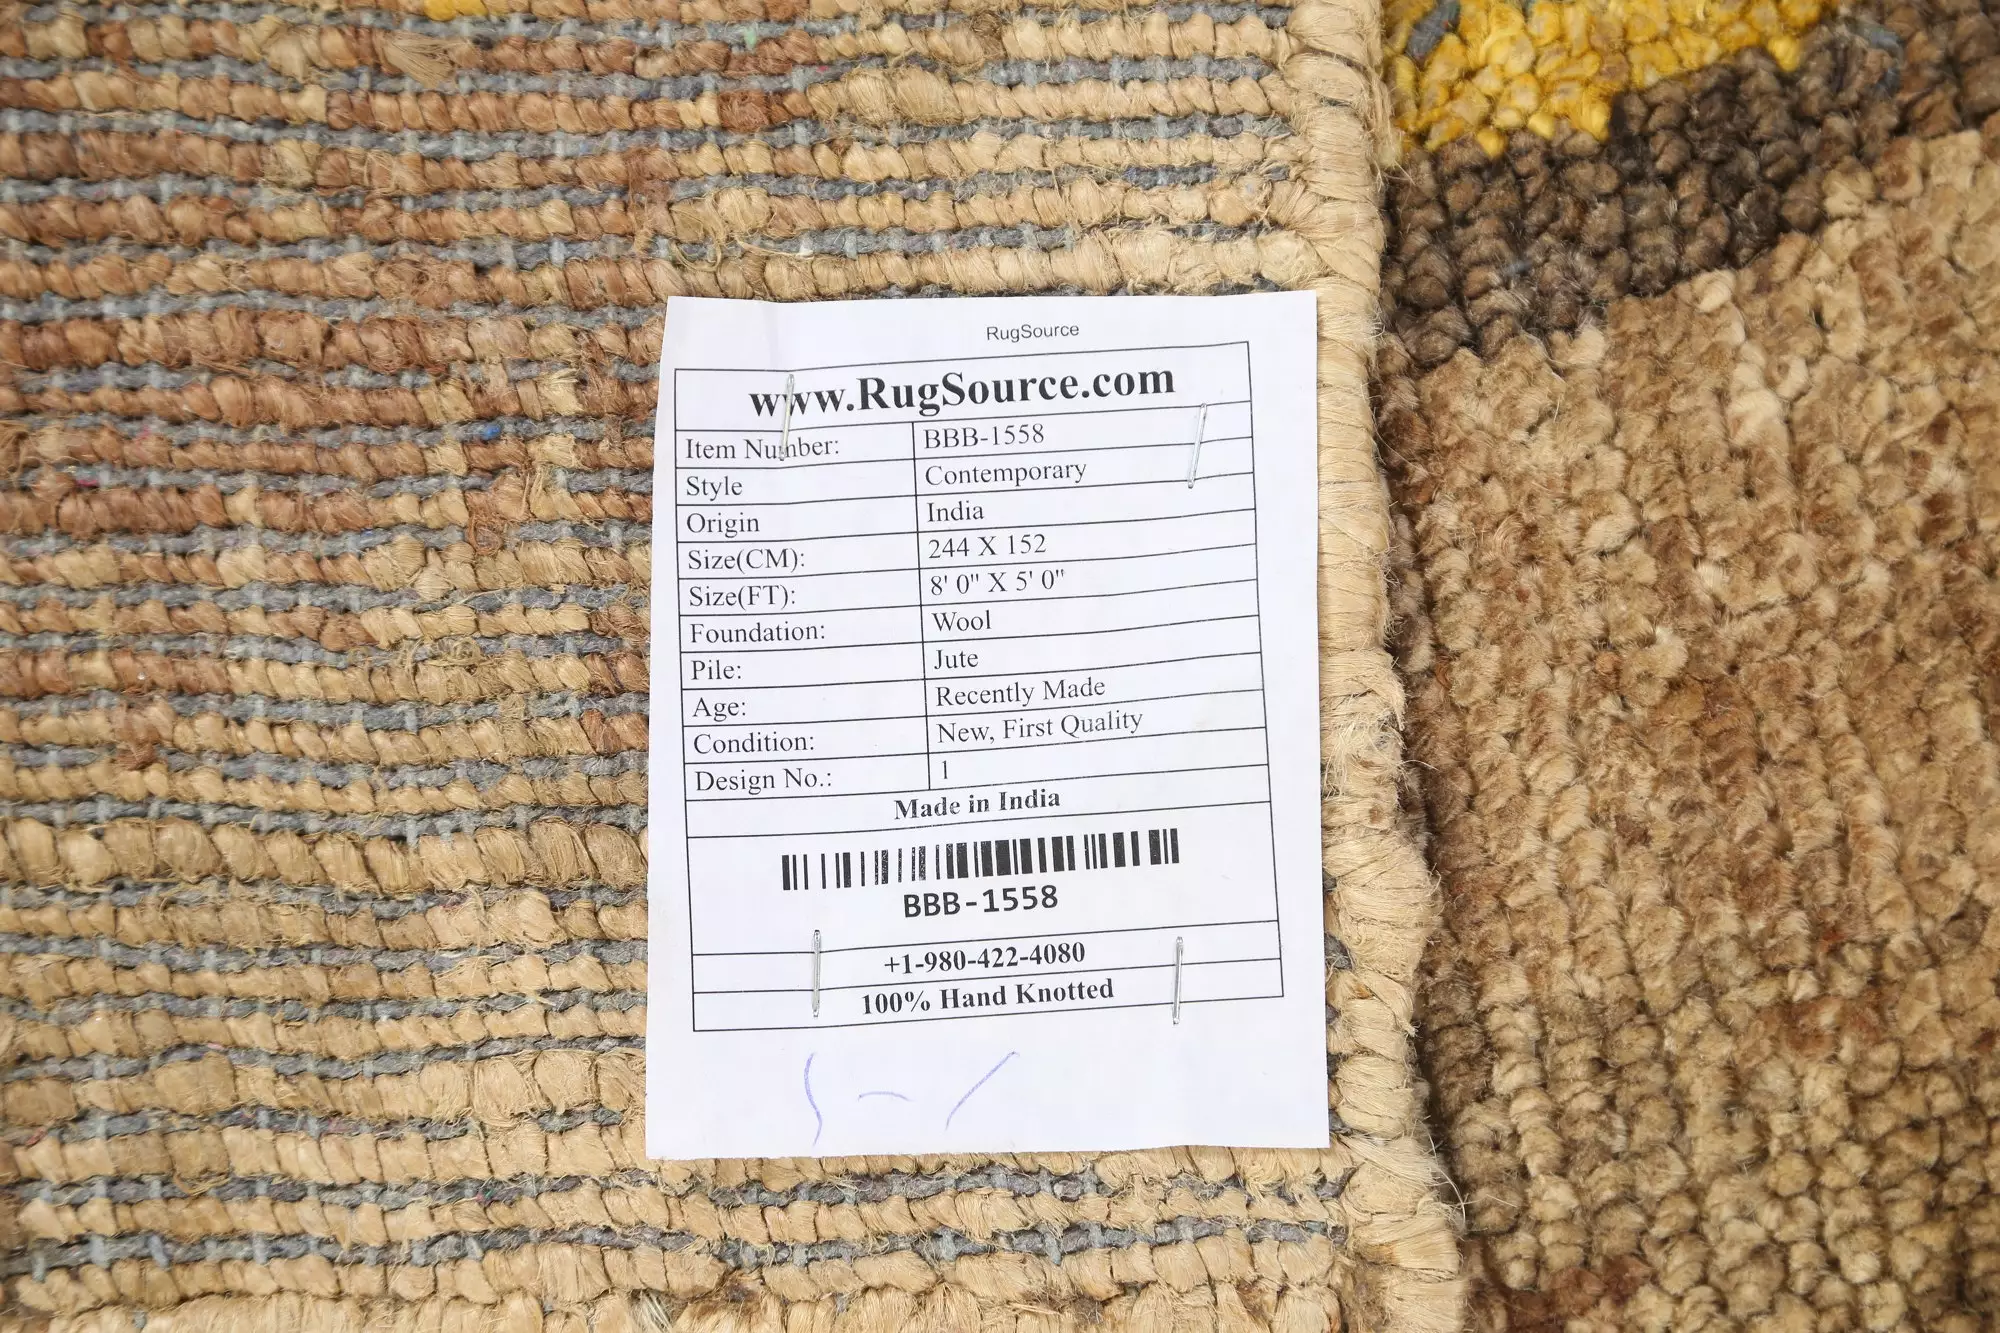 RugSource
www.RugSource.com
Item Number: BBB-1558
Style Contemporary
Origin India
Size(CM): 244 X 152
Size(FT): 8' 0" X 5' 0"
Foundation: Wool
Pile: Jute
Age: Recently Made
Condition: New, First Quality
Design No.: 1
Made in India
BBB-1558
+1-980-422-4080
100% Hand Knotted